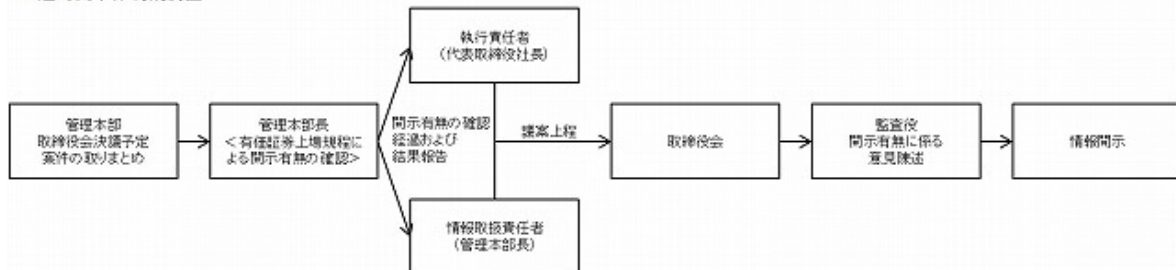 執行責任者
(代表取締役社長)
管理本部
取締役会決議予定
案件の取りまとめ
管理本部長
<有価証券上場規程に
よる開示有無の確認>
開示有無の確認
経過および
結果報告
議案上程
取締役会
監査役
開示有無に係る
意見陳述
情報開示
情報取扱責任者
(管理本部長)